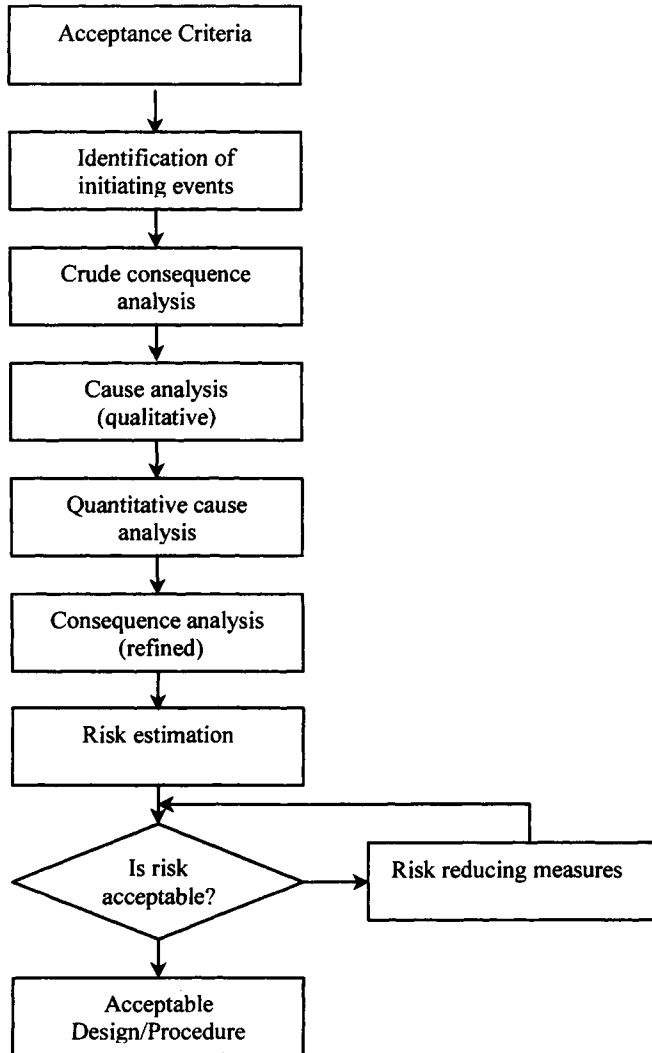 Acceptance Criteria
Identification of
initiating events
Crude consequence
analysis
Cause analysis
(qualitative)
Quantitative cause
analysis
Consequence analysis
(refined)
Risk estimation
Is risk
acceptable?
Risk reducing measures
Acceptable
Design/Procedure